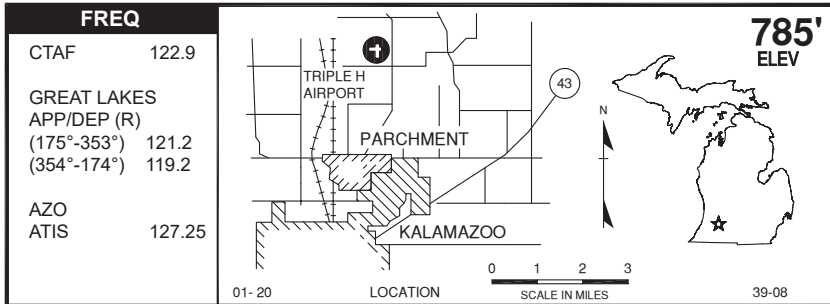 FREQ
CTAF 122.9
GREAT LAKES
APP/DEP (R)
(175°-353°) 121.2
(354°-174°) 119.2
AZO
ATIS 127.25
TRIPLE H
AIRPORT
PARCHMENT
KALAMAZOO
43
N
785'
ELEV
0 1 2 3
01- 20 LOCATION SCALE IN MILES 39-08